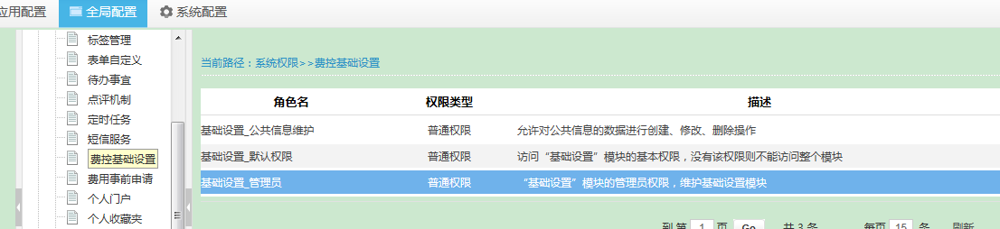 应用配置 全局配置 系统配置
标签管理
表单自定义
待办事宜
点评机制
定时任务
短信服务
费控基础设置
费用事前申请
个人门户
个人收藏夹
当前路径：系统权限>>费控基础设置
角色名 权限类型 描述
基础设置_公共信息维护 普通权限 允许对公共信息的数据进行创建、修改、删除操作
基础设置_默认权限 普通权限 访问“基础设置”模块的基本权限，没有该权限则不能访问整个模块
基础设置_管理员 普通权限 “基础设置”模块的管理员权限，维护基础设置模块
到 第 1 页 Go 共 3 条 每页 15 条 刷新